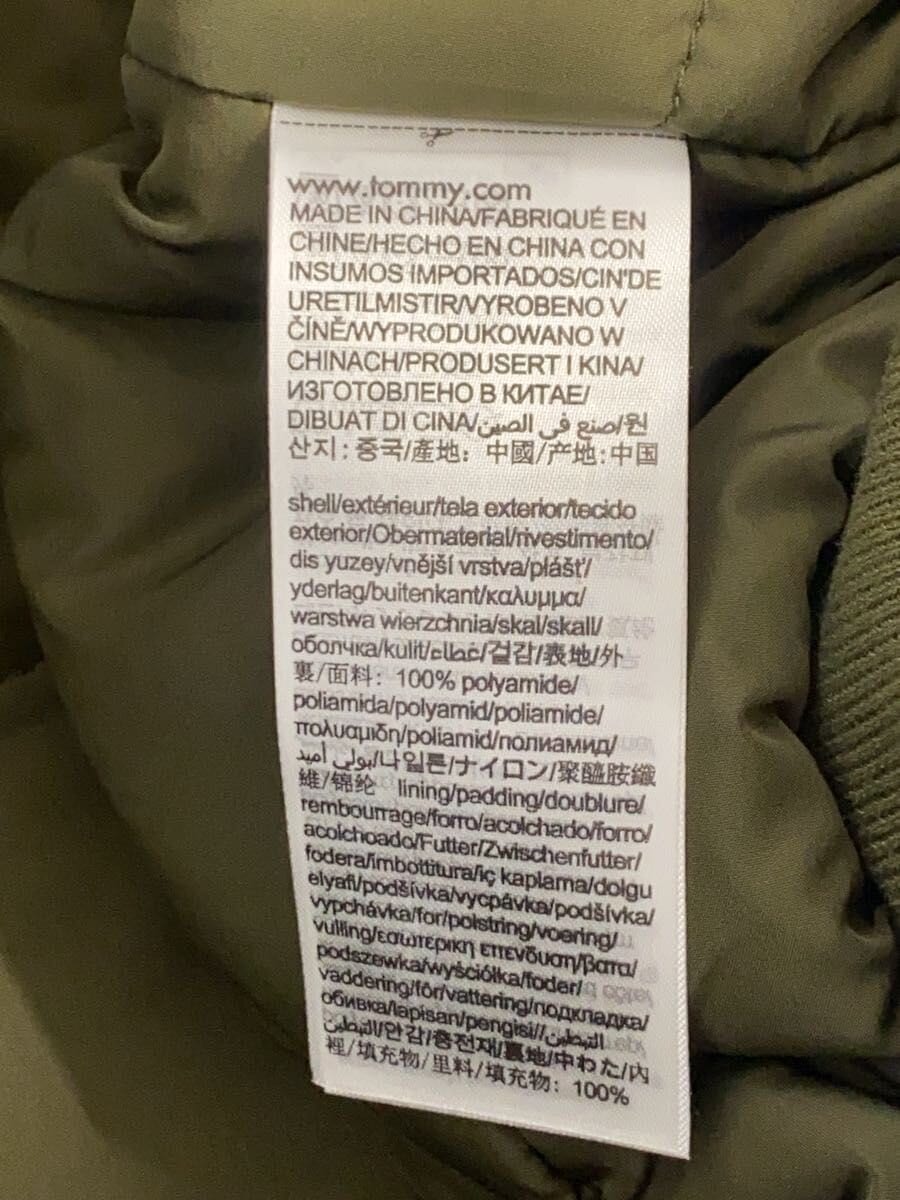 www.tommy.com
MADE IN CHINA/FABRIQUÉ EN
CHINE/HECHO EN CHINA CON
INSUMOS IMPORTADOS/CIN'DE
URETILMISTIR/VYROBENO V
ČÍNĚ/WYPRODUKOWANO W
CHINACH/PRODUSERT I KINA/
ИЗГОТОВЛЕНО В КИТАЕ/
DIBUAT DI CINA/صنع في الصين/원
산지: 중국/產地: 中國/产地:中国
shell/extérieur/tela exterior/tecido
exterior/Obermaterial/rivestimento/
dis yuzey/vnější vrstva/plášť/
yderlag/buitenkant/καλυμμα/
warstwa wierzchnia/skal/skall/
оболчка/kulit/غطاء/겉감/表地/外
裏/面料: 100% polyamide/
poliamida/polyamid/poliamide/
πολυαμιδη/poliamid/полиамид/
بولي أميد/나일론/ナイロン/聚醯胺纖
維/锦纶 lining/padding/doublure/
rembourrage/forro/acolchado/forro/
acolchoado/Futter/Zwischenfutter/
fodera/imbottitura/iç kaplama/dolgu
elyafi/podšívka/vycpávka/podšívka/
vypchávka/for/polstring/voering/
vulling/εσωτερικη επενδυση/βατα/
podszewka/wyściółka/foder/
vaddering/fôr/vattering/подкладка/
обивка/lapisan/pengisi//التبطين
التبطين/안감/충전재/裏地/中わた/內
裡/填充物/里料/填充物: 100%